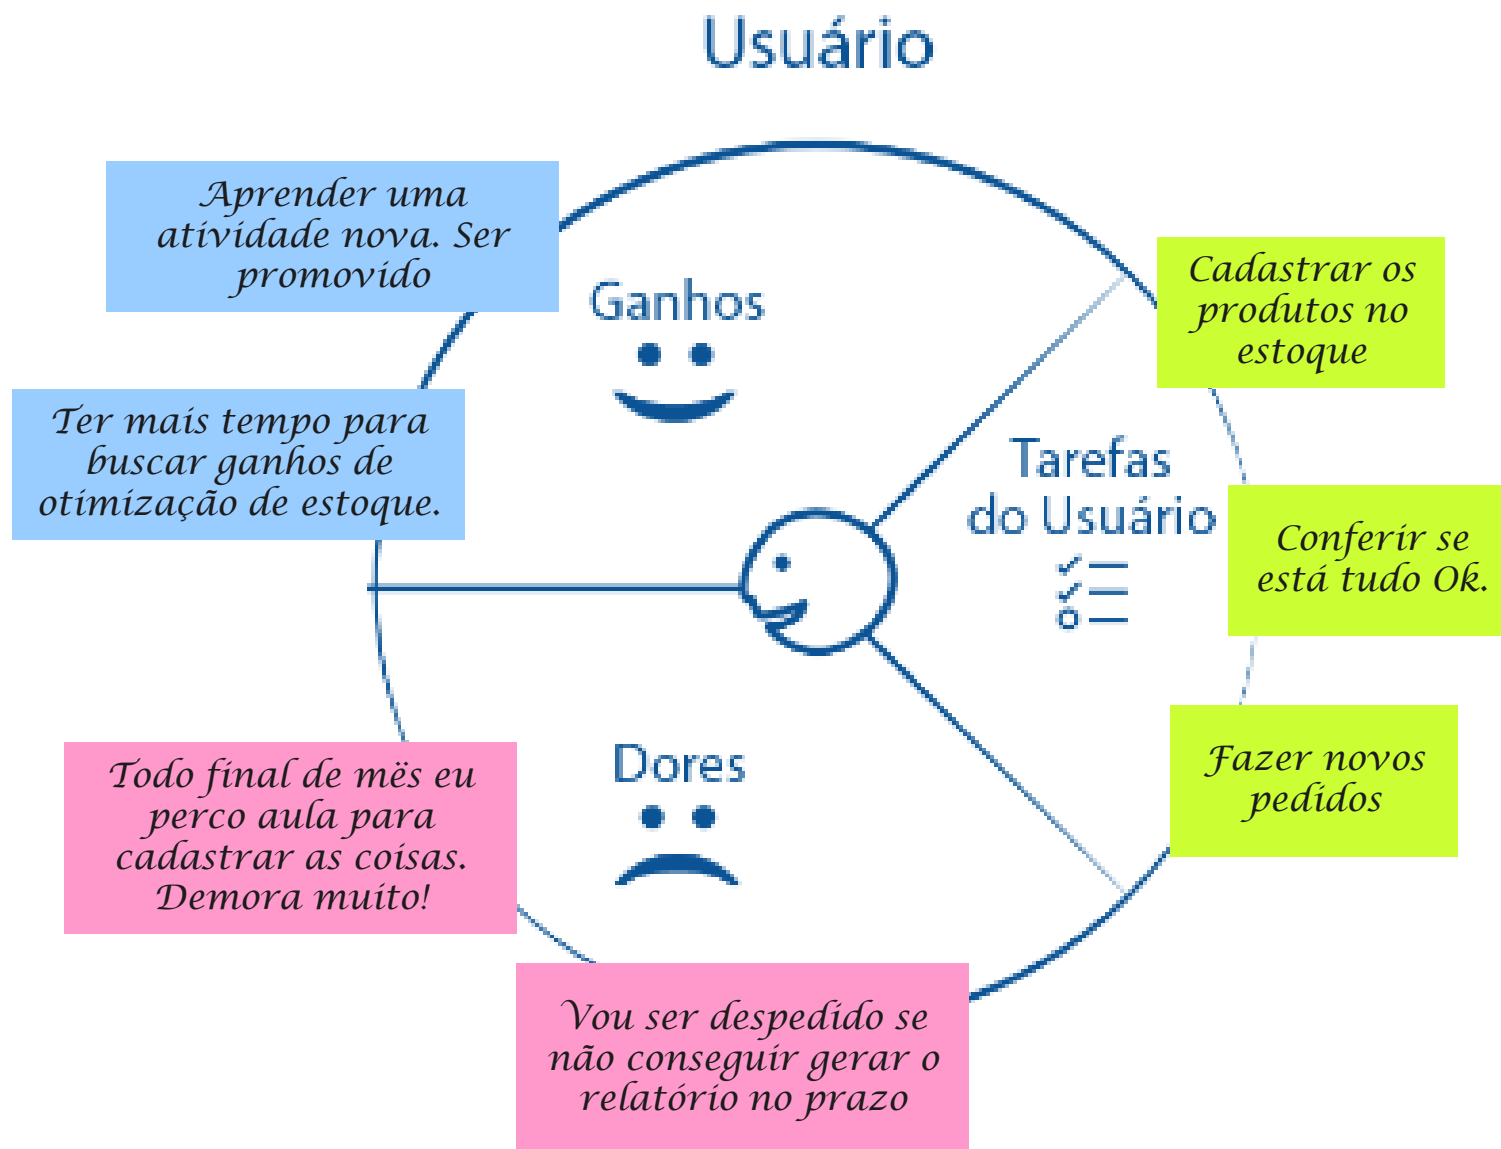 Usuário
Aprender uma
atividade nova. Ser
promovido
Ganhos
Ter mais tempo para
buscar ganhos de
otimização de estoque.
Cadastrar os
produtos no
estoque
Tarefas
do Usuário
Conferir se
está tudo Ok.
Fazer novos
pedidos
Dores
Todo final de mës eu
perco aula para
cadastrar as coisas.
Demora muito!
Vou ser despedido se
não conseguir gerar o
relatório no prazo